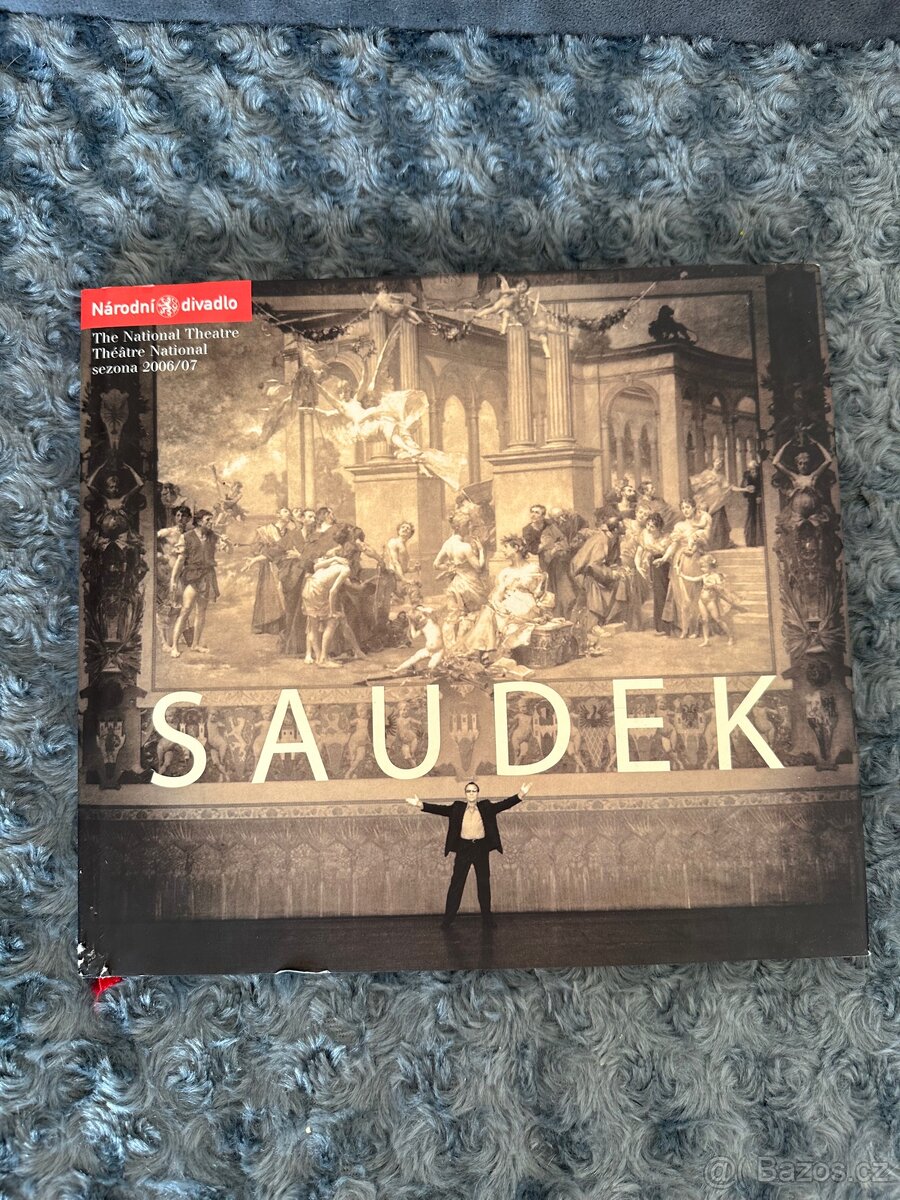 Národní divadlo
The National Theatre
Théâtre National
sezona 2006/07
SAUDEK
@ Bazos.cz